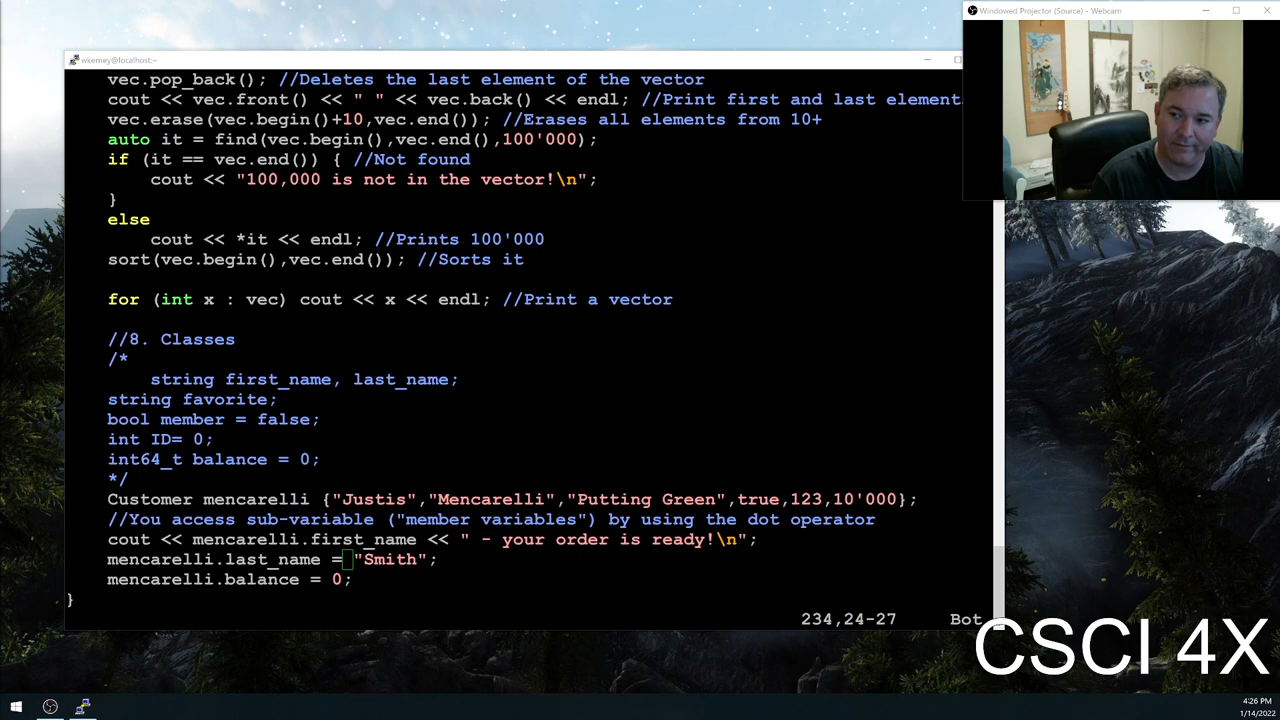 Windowed Projector (Source) - Webcam
wkerney@localhost:~
vec.pop_back(); //Deletes the last element of the vector
cout << vec.front() << " " << vec.back() << endl; //Print first and last element
vec.erase(vec.begin()+10,vec.end()); //Erases all elements from 10+
auto it = find(vec.begin(),vec.end(),100'000);
if (it == vec.end()) { //Not found
cout << "100,000 is not in the vector!\n";
}
else
cout << *it << endl; //Prints 100'000
sort(vec.begin(),vec.end()); //Sorts it
for (int x : vec) cout << x << endl; //Print a vector
//8. Classes
/*
string first_name, last_name;
string favorite;
bool member = false;
int ID= 0;
int64_t balance = 0;
*/
Customer mencarelli {"Justis","Mencarelli","Putting Green",true,123,10'000};
//You access sub-variable ("member variables") by using the dot operator
cout << mencarelli.first_name << " - your order is ready!\n";
mencarelli.last_name = "Smith";
mencarelli.balance = 0;
}
234,24-27 Bot
CSCI 4X
4:26 PM
1/14/2022